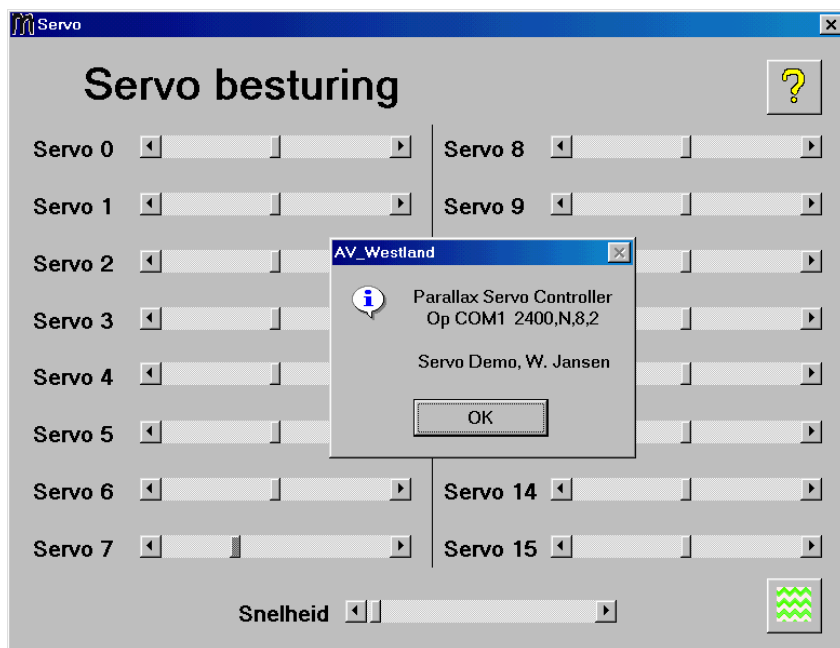 Servo
Servo besturing
?
Servo 0
Servo 1
Servo 2
Servo 3
Servo 4
Servo 5
Servo 6
Servo 7
Servo 8
Servo 9
Servo 14
Servo 15
AV_Westland
Parallax Servo Controller
Op COM1 2400,N,8,2
Servo Demo, W. Jansen
OK
Snelheid